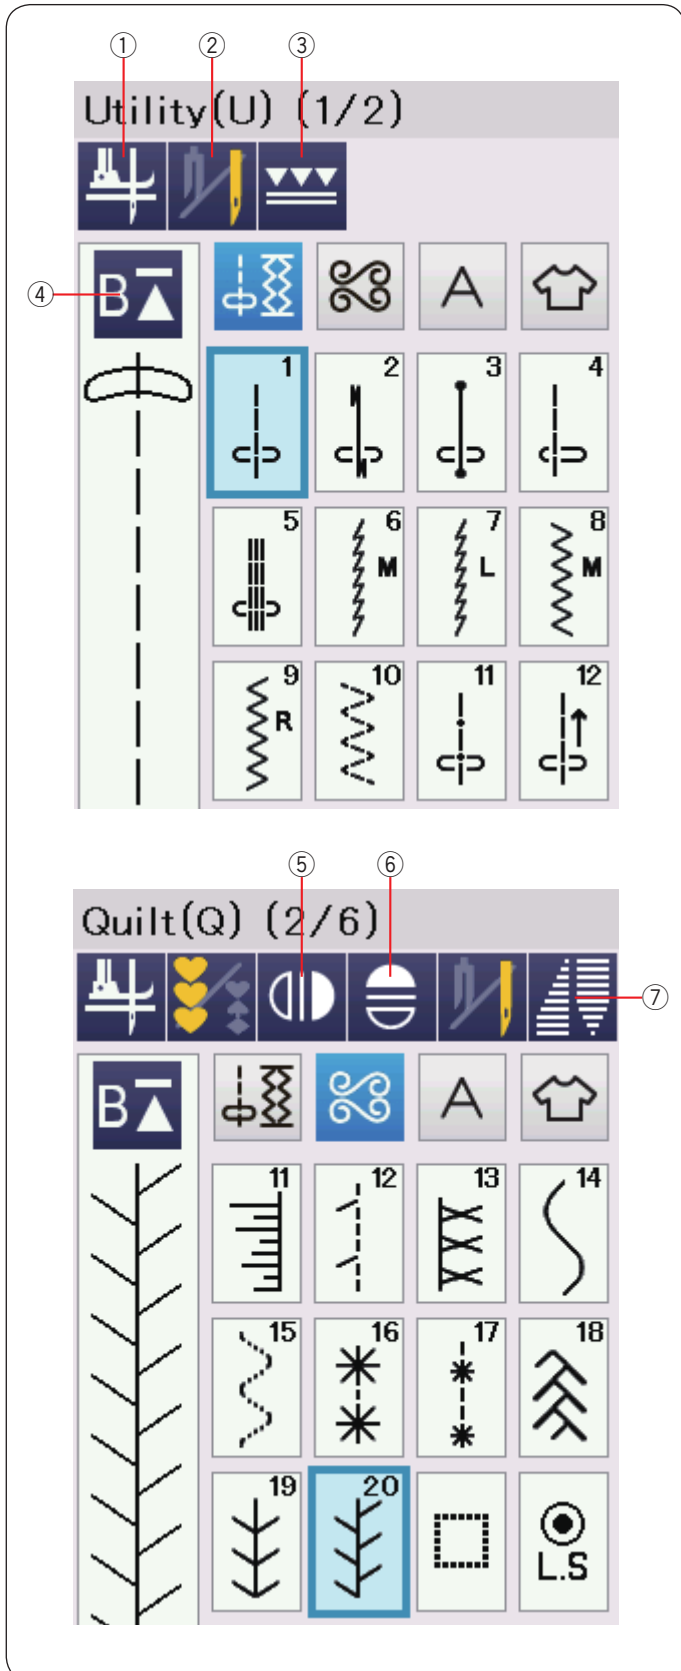 ① ② ③
Utility(U) (1/2)
④ B A
1 2 3 4
5 6 M 7 L 8 M
9 R 10 11 12
⑤ ⑥
Quilt(Q) (2/6)
⑦
B A
11 12 13 14
15 16 17 18
19 20
L.S